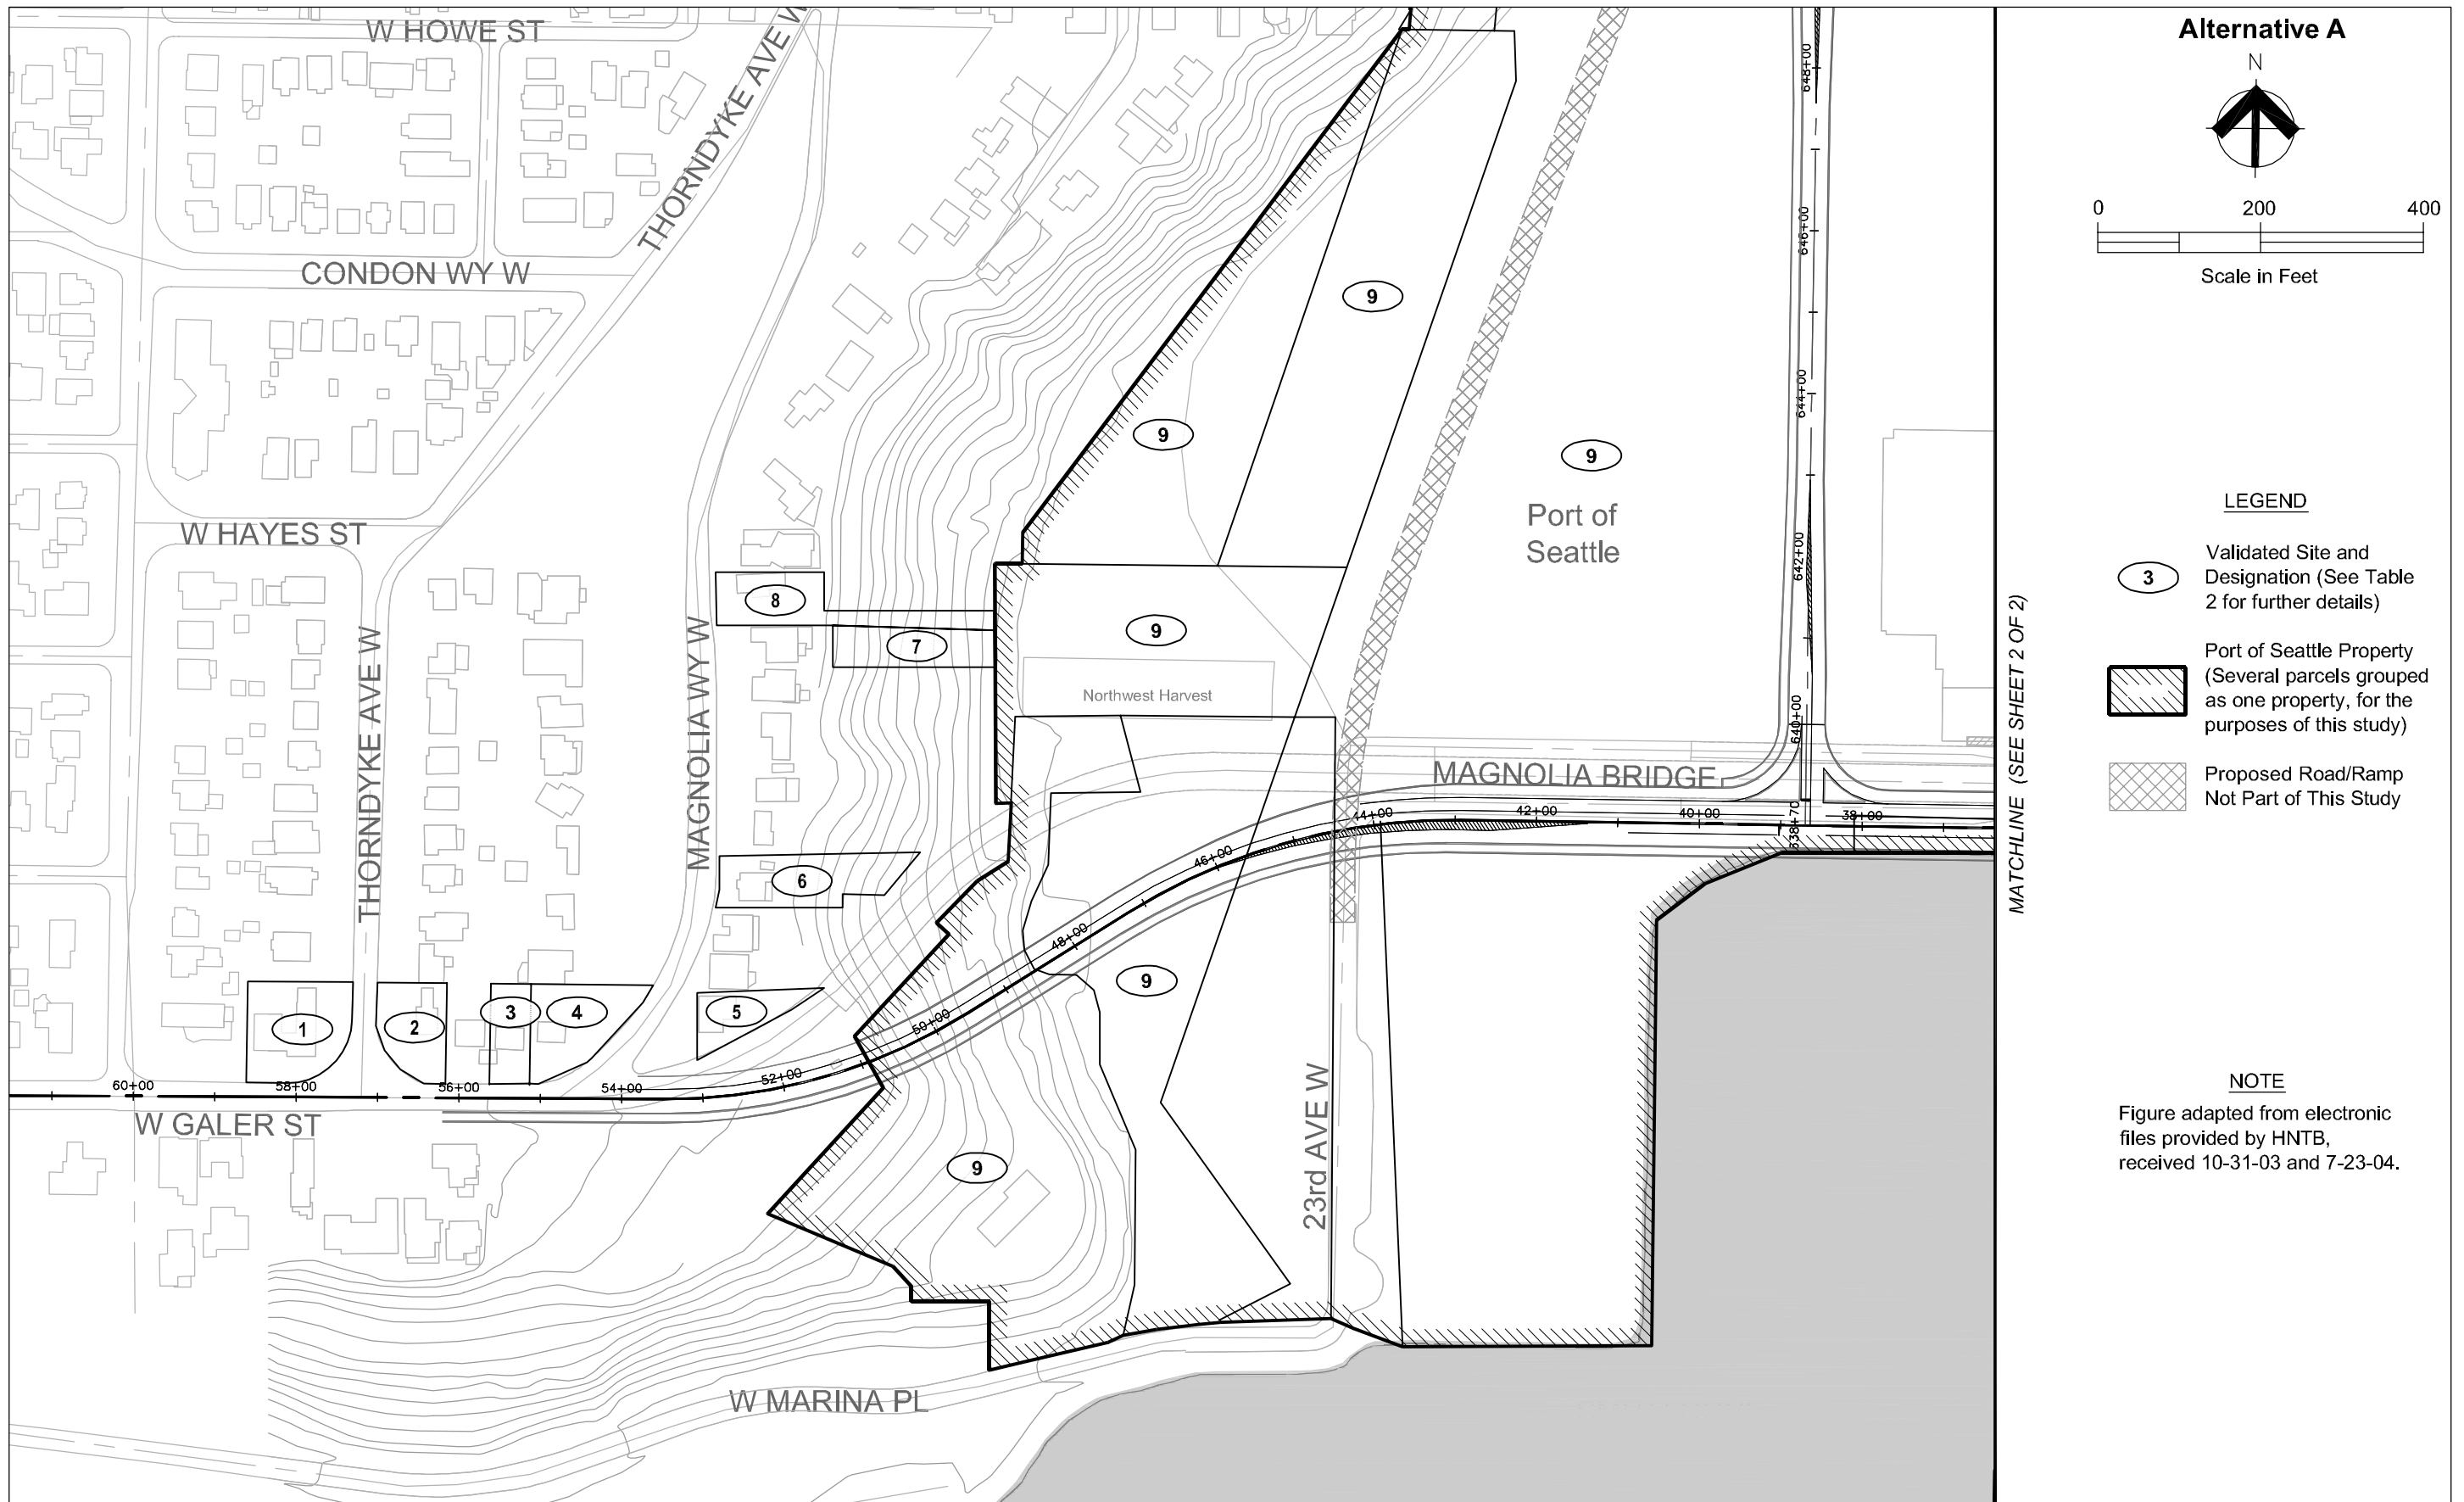 W HOWE ST
THORNDYKE AVE W
CONDON WY W
W HAYES ST
THORNDYKE AVE W
MAGNOLIA WY W
W GALER ST
W MARINA PL
23rd AVE W
MAGNOLIA BRIDGE
Port of
Seattle
Northwest Harvest
1
2
3
4
5
6
7
8
9
9
9
9
9
9
60+00
58+00
56+00
54+00
52+00
50+00
48+00
46+00
44+00
42+00
40+00
38+00
648+00
646+00
644+00
642+00
640+00
638+70
MATCHLINE (SEE SHEET 2 OF 2)
Alternative A
N
0 200 400
Scale in Feet
LEGEND
3
Validated Site and
Designation (See Table
2 for further details)
Port of Seattle Property
(Several parcels grouped
as one property, for the
purposes of this study)
Proposed Road/Ramp
Not Part of This Study
NOTE
Figure adapted from electronic
files provided by HNTB,
received 10-31-03 and 7-23-04.